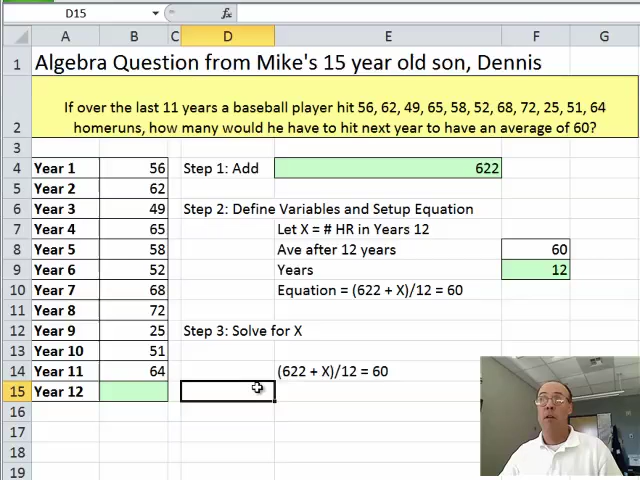 D15 fx
A B C D E F G
1 Algebra Question from Mike's 15 year old son, Dennis
If over the last 11 years a baseball player hit 56, 62, 49, 65, 58, 52, 68, 72, 25, 51, 64
2 homeruns, how many would he have to hit next year to have an average of 60?
3
4 Year 1 56 Step 1: Add 622
5 Year 2 62
6 Year 3 49 Step 2: Define Variables and Setup Equation
7 Year 4 65 Let X = # HR in Years 12
8 Year 5 58 Ave after 12 years 60
9 Year 6 52 Years 12
10 Year 7 68 Equation = (622 + X)/12 = 60
11 Year 8 72
12 Year 9 25 Step 3: Solve for X
13 Year 10 51
14 Year 11 64 (622 + X)/12 = 60
15 Year 12
16
17
18
19